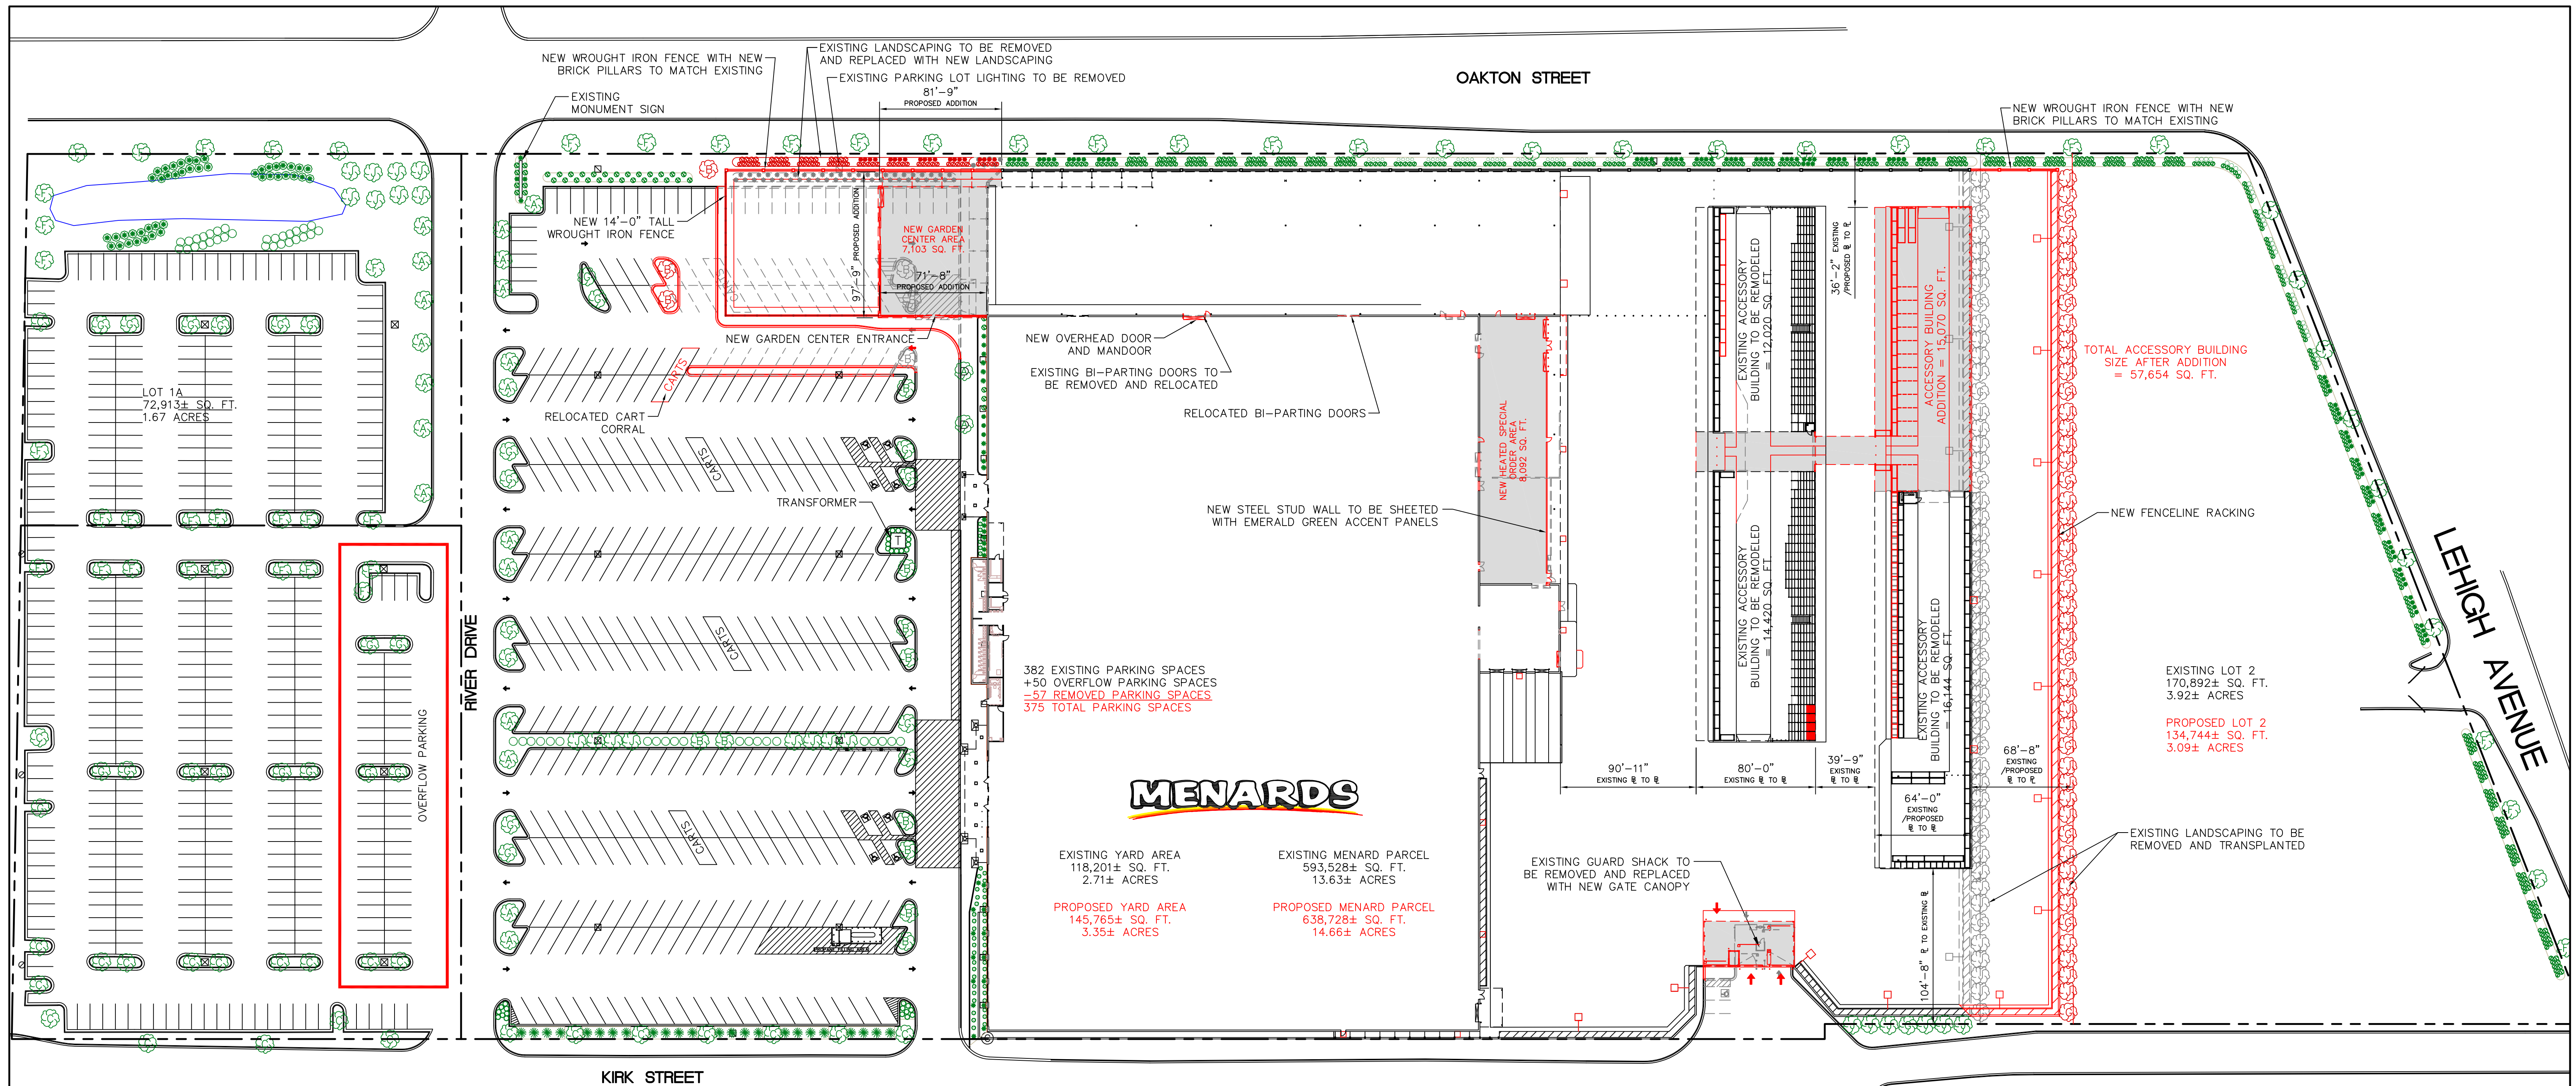 OAKTON STREET
NEW WROUGHT IRON FENCE WITH NEW
BRICK PILLARS TO MATCH EXISTING
EXISTING LANDSCAPING TO BE REMOVED
AND REPLACED WITH NEW LANDSCAPING
EXISTING PARKING LOT LIGHTING TO BE REMOVED
81'-9"
PROPOSED ADDITION
EXISTING
MONUMENT SIGN
NEW WROUGHT IRON FENCE WITH NEW
BRICK PILLARS TO MATCH EXISTING
NEW 14'-0" TALL
WROUGHT IRON FENCE
97'-9" PROPOSED ADDITION
NEW GARDEN
CENTER AREA
7,103 SQ. FT.
71'-8"
PROPOSED ADDITION
CARTS
NEW GARDEN CENTER ENTRANCE
NEW OVERHEAD DOOR
AND MANDOOR
EXISTING BI-PARTING DOORS TO
BE REMOVED AND RELOCATED
RELOCATED BI-PARTING DOORS
CARTS
RELOCATED CART
CORRAL
LOT 1A
72,913± SQ. FT.
1.67 ACRES
CARTS
TRANSFORMER
T
CARTS
CARTS
OVERFLOW PARKING
RIVER DRIVE
NEW HEATED SPECIAL
ORDER AREA
8,092 SQ. FT.
NEW STEEL STUD WALL TO BE SHEETED
WITH EMERALD GREEN ACCENT PANELS
382 EXISTING PARKING SPACES
+50 OVERFLOW PARKING SPACES
-57 REMOVED PARKING SPACES
375 TOTAL PARKING SPACES
MENARDS
EXISTING YARD AREA
118,201± SQ. FT.
2.71± ACRES
PROPOSED YARD AREA
145,765± SQ. FT.
3.35± ACRES
EXISTING MENARD PARCEL
593,528± SQ. FT.
13.63± ACRES
PROPOSED MENARD PARCEL
638,728± SQ. FT.
14.66± ACRES
EXISTING ACCESSORY
BUILDING TO BE REMODELED
= 12,020 SQ. FT.
EXISTING ACCESSORY
BUILDING TO BE REMODELED
= 14,420 SQ. FT.
36'-2" EXISTING
/PROPOSED ℄ TO ℄
ACCESSORY BUILDING
ADDITION = 15,070 SQ. FT.
EXISTING ACCESSORY
BUILDING TO BE REMODELED
= 16,144 SQ. FT.
TOTAL ACCESSORY BUILDING
SIZE AFTER ADDITION
= 57,654 SQ. FT.
NEW FENCELINE RACKING
EXISTING LOT 2
170,892± SQ. FT.
3.92± ACRES
PROPOSED LOT 2
134,744± SQ. FT.
3.09± ACRES
90'-11"
EXISTING ℄ TO ℄
80'-0"
EXISTING ℄ TO ℄
39'-9"
EXISTING
℄ TO ℄
64'-0"
EXISTING
/PROPOSED
℄ TO ℄
68'-8"
EXISTING
/PROPOSED
℄ TO ℄
EXISTING LANDSCAPING TO BE
REMOVED AND TRANSPLANTED
EXISTING GUARD SHACK TO
BE REMOVED AND REPLACED
WITH NEW GATE CANOPY
104'-8" ℄ TO EXISTING ℄
LEHIGH AVENUE
KIRK STREET